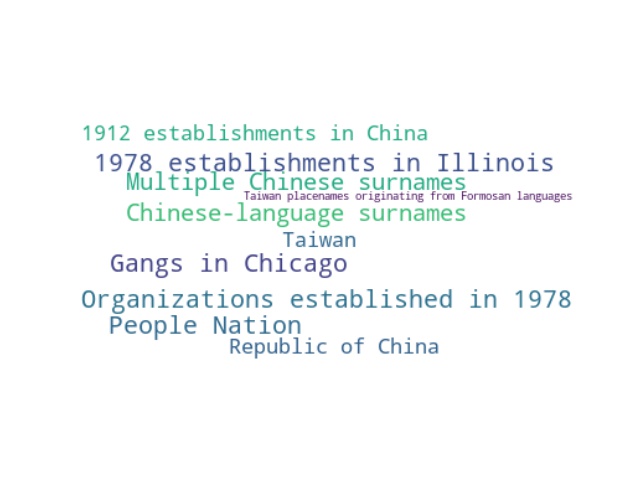 1912 establishments in China
1978 establishments in Illinois
Multiple Chinese surnames
Taiwan placenames originating from Formosan languages
Chinese-language surnames
Taiwan
Gangs in Chicago
Organizations established in 1978
People Nation
Republic of China